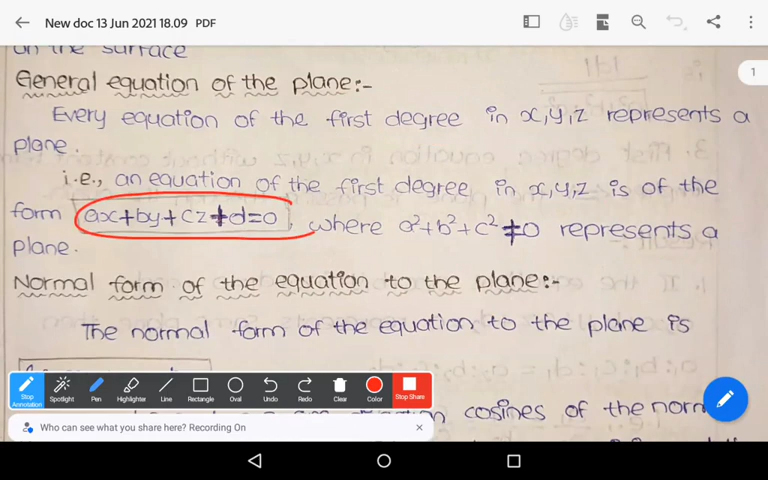 New doc 13 Jun 2021 18.09 PDF
on the surface
General equation of the plane:-
1
Every equation of the first degree in x,y,z represents a
plane.
i.e., an equation of the first degree in x,y,z is of the
form ax+by+cz+d=0, where a²+b²+c²≠0 represents a
plane.
Normal form of the equation to the plane:-
The normal form of the equation to the plane is
Stop Annotation Spotlight Pen Highlighter Line Rectangle Oval Undo Redo Clear Color Stop Share
cosines of the norm
Who can see what you share here? Recording On